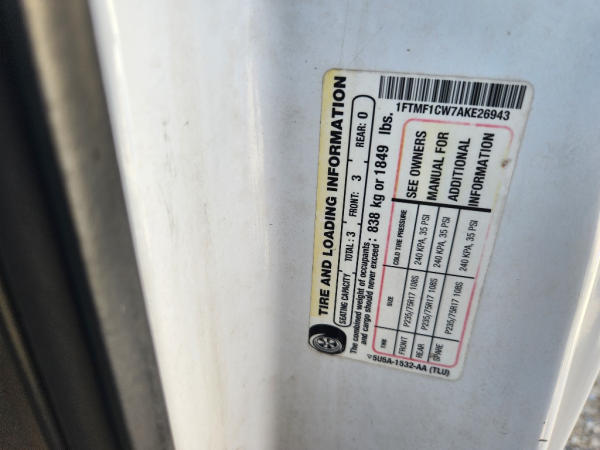 1FTMF1CW7AKE26943
TIRE AND LOADING INFORMATION
SEATING CAPACITY TOTAL: 3 FRONT: 3 REAR: 0
The combined weight of occupants and cargo should never exceed: 838 kg or 1849 lbs.
TIRE SIZE COLD TIRE PRESSURE
FRONT P235/75R17 108S 240 KPA, 35 PSI
REAR P235/75R17 108S 240 KPA, 35 PSI
SPARE P235/75R17 108S 240 KPA, 35 PSI
SEE OWNERS
MANUAL FOR
ADDITIONAL
INFORMATION
5U5A-1532-AA (TLU)